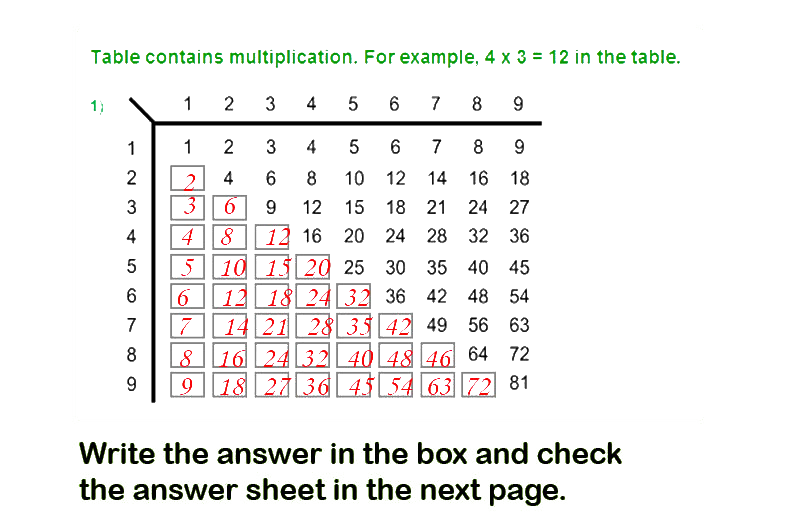 Table contains multiplication. For example, 4 x 3 = 12 in the table.
1) 1 2 3 4 5 6 7 8 9
1 1 2 3 4 5 6 7 8 9
2 2 4 6 8 10 12 14 16 18
3 3 6 9 12 15 18 21 24 27
4 4 8 12 16 20 24 28 32 36
5 5 10 15 20 25 30 35 40 45
6 6 12 18 24 32 36 42 48 54
7 7 14 21 28 35 42 49 56 63
8 8 16 24 32 40 48 46 64 72
9 9 18 27 36 45 54 63 72 81
Write the answer in the box and check
the answer sheet in the next page.